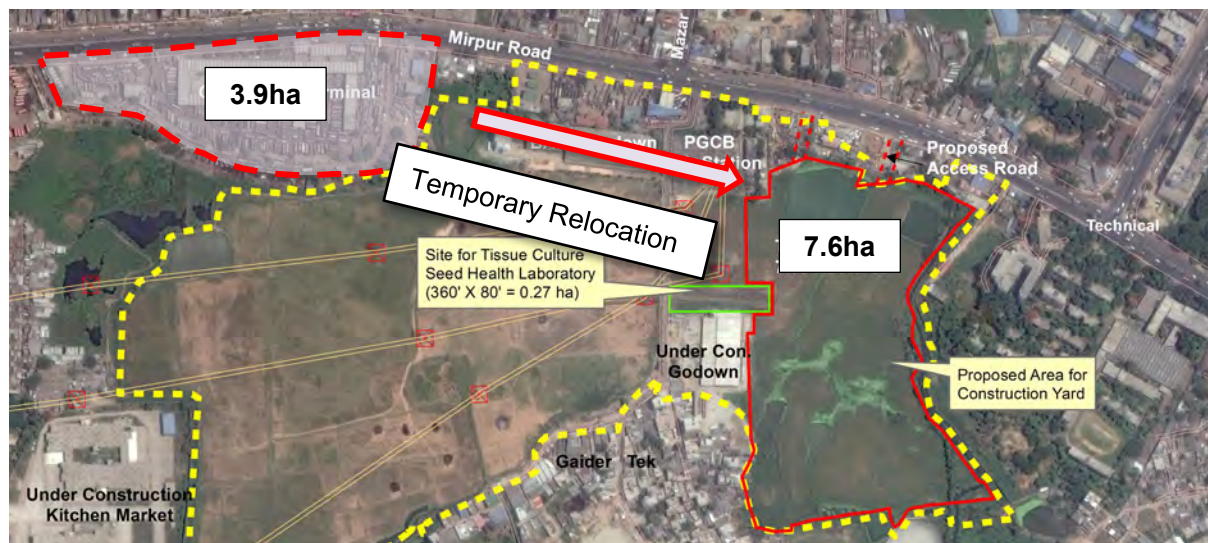 Mirpur Road
Mazar
3.9ha
Terminal
PGCB
Station
Proposed
Access Road
Temporary Relocation
7.6ha
Technical
Site for Tissue Culture
Seed Health Laboratory
(360' X 80' = 0.27 ha)
Under Con.
Godown
Proposed Area for
Construction Yard
Gaider Tek
Under Construction
Kitchen Market